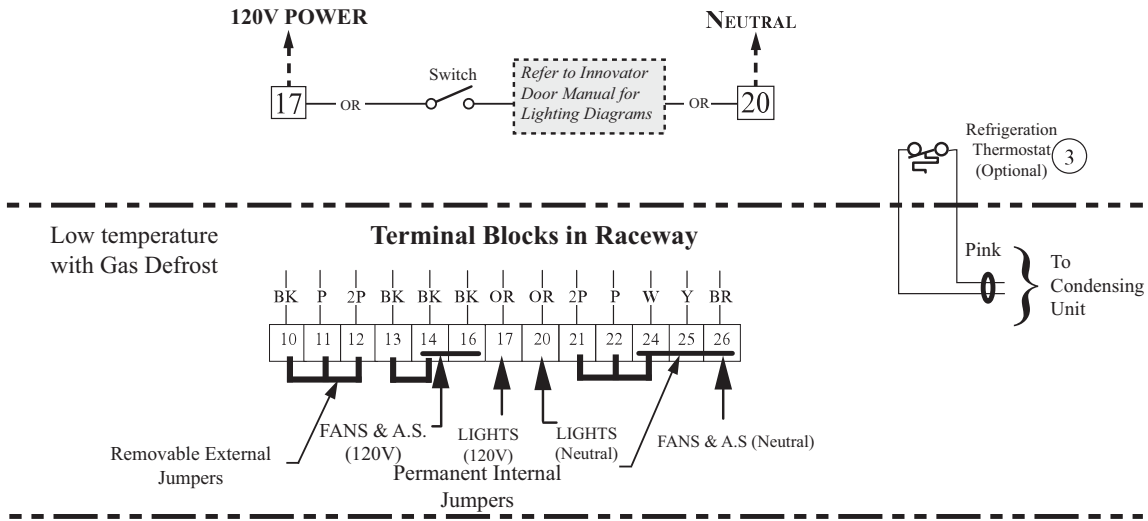 120V POWER
NEUTRAL
Switch
Refer to Innovator
Door Manual for
Lighting Diagrams
17
OR
OR
20
Refrigeration
Thermostat
(Optional)
3
Low temperature
with Gas Defrost
Terminal Blocks in Raceway
Pink
To
Condensing
Unit
BK P 2P BK BK BK OR OR 2P P W Y BR
10 11 12 13 14 16 17 20 21 22 24 25 26
FANS & A.S.
(120V)
LIGHTS
(120V)
LIGHTS
(Neutral)
FANS & A.S (Neutral)
Removable External
Jumpers
Permanent Internal
Jumpers